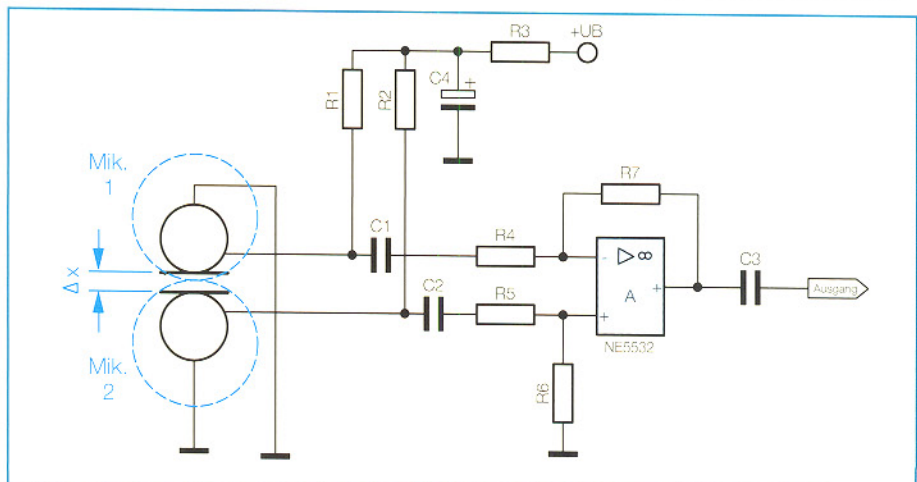 R3
+UB
C4
+
R1
R2
Mik.
1
R7
C1
R4
C3
Δx
-
▷ ∞
A
+
Ausgang
C2
R5
+
NE5532
Mik.
2
R6